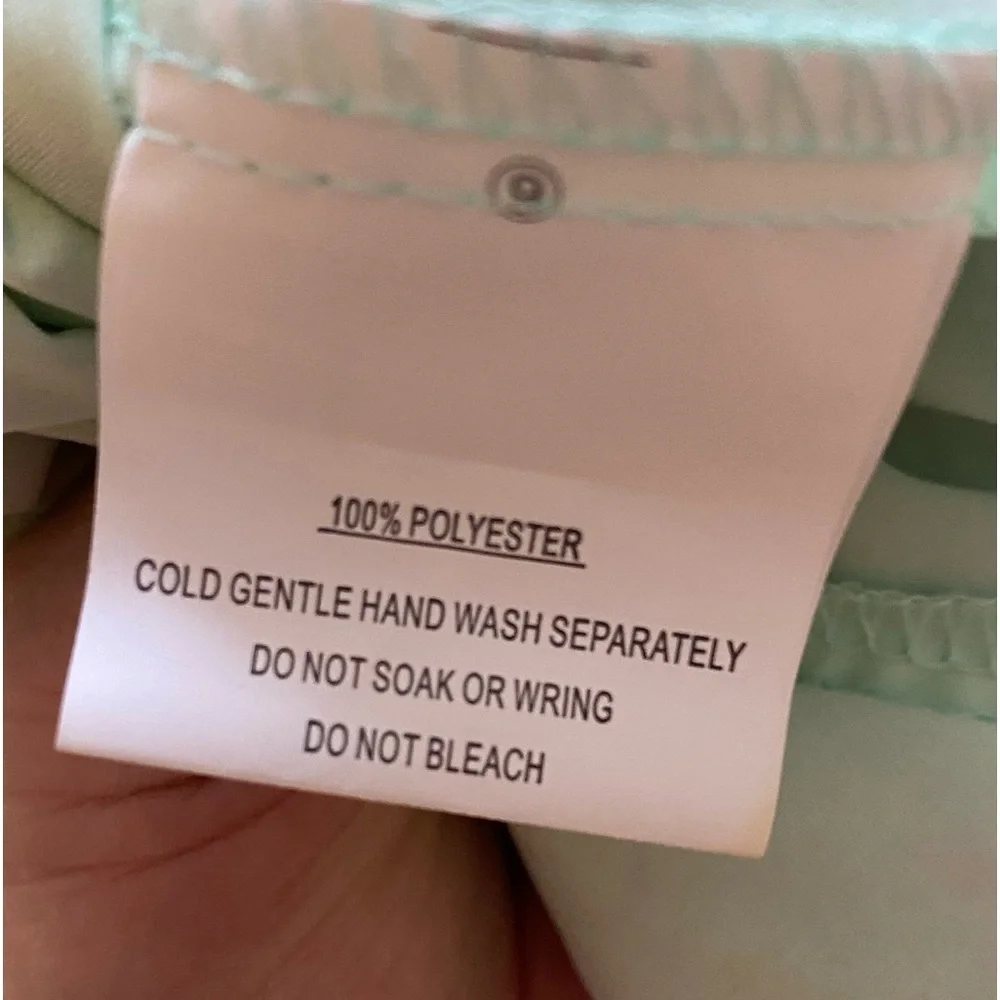 100% POLYESTER
COLD GENTLE HAND WASH SEPARATELY
DO NOT SOAK OR WRING
DO NOT BLEACH